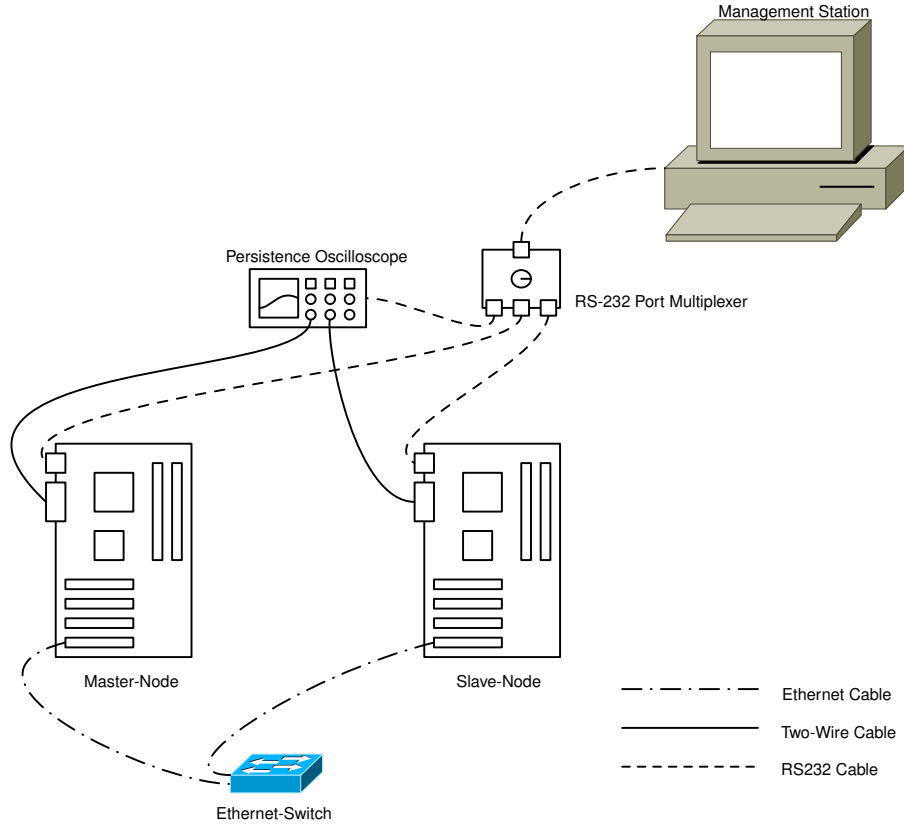 Management Station
Persistence Oscilloscope
RS-232 Port Multiplexer
Master-Node
Slave-Node
Ethernet Cable
Two-Wire Cable
RS232 Cable
Ethernet-Switch